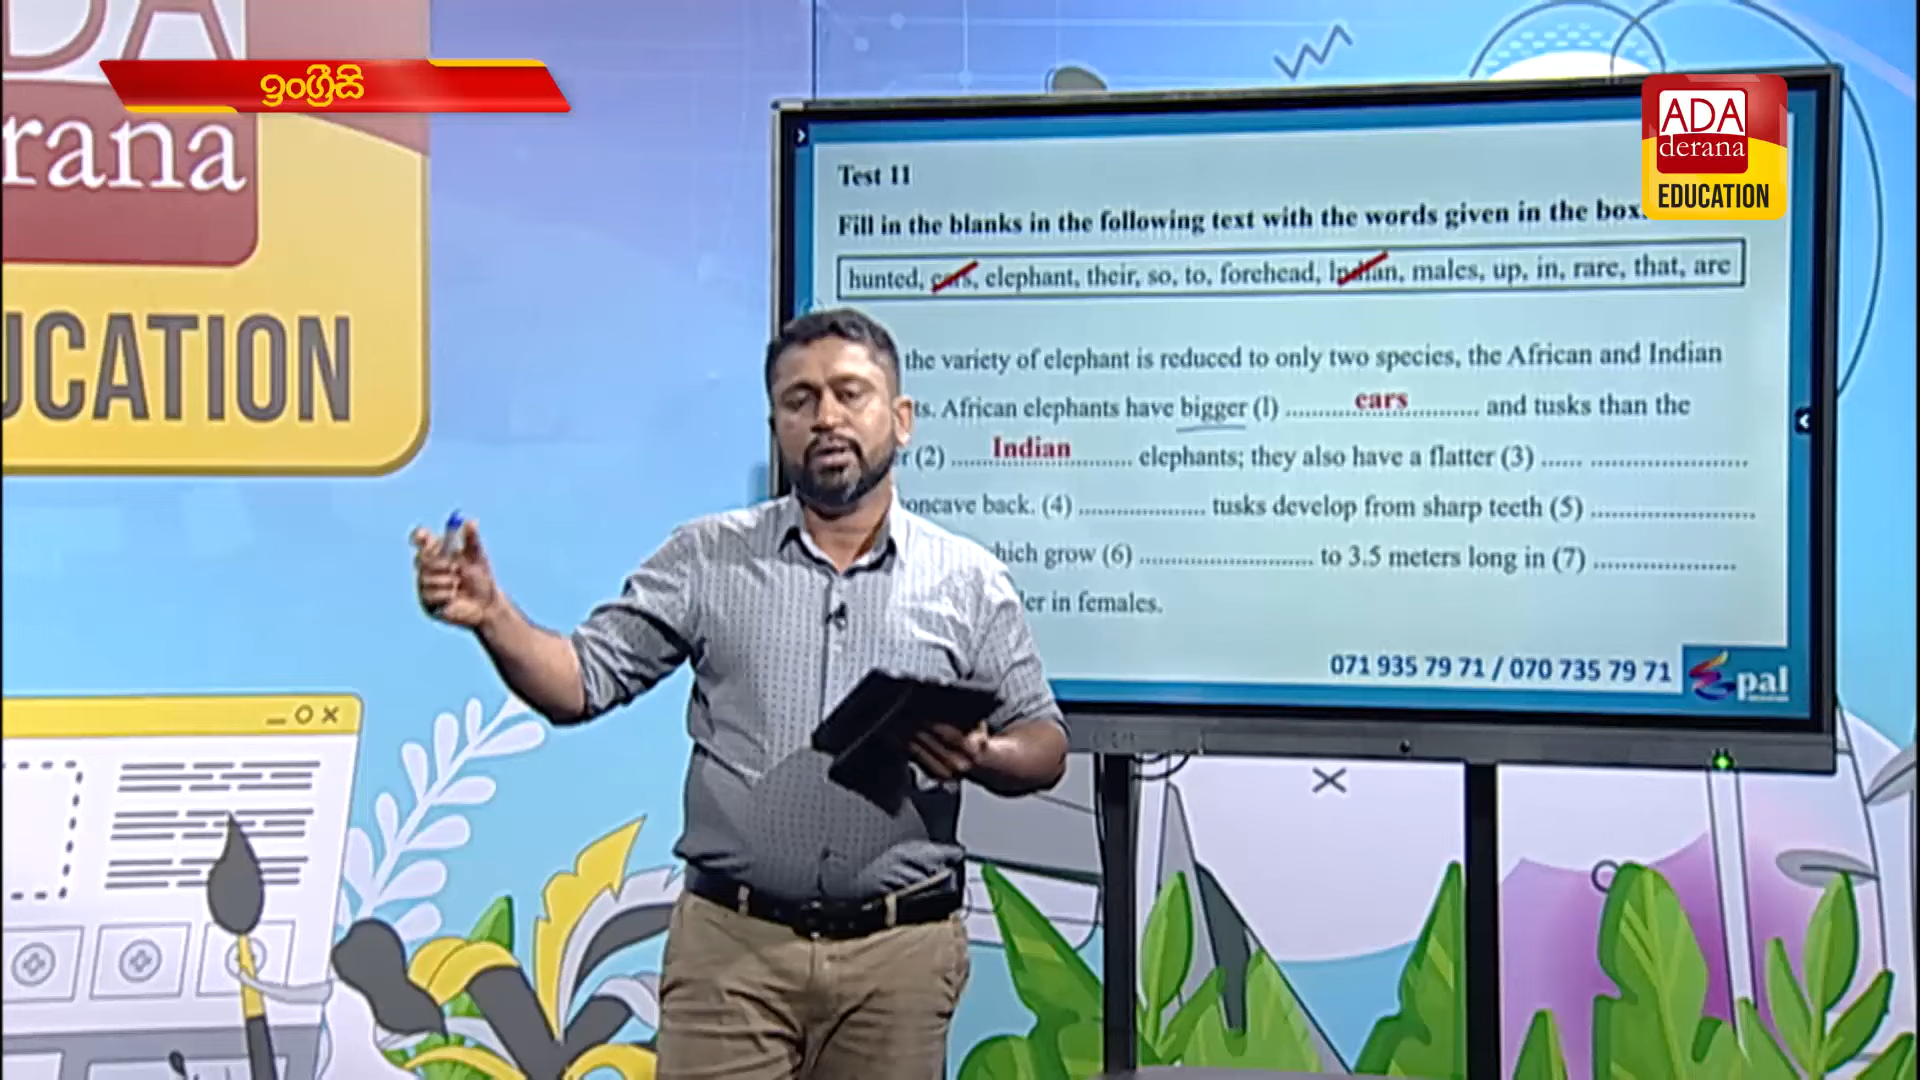 ඉංග්‍රීසි
ADA
derana
EDUCATION
rana
UCATION
Test 11
Fill in the blanks in the following text with the words given in the box.
hunted, ears, elephant, their, so, to, forehead, Indian, males, up, in, rare, that, are
the variety of elephant is reduced to only two species, the African and Indian
ts. African elephants have bigger (1) .................... ears .................... and tusks than the
r (2) .................... Indian .................... elephants; they also have a flatter (3) ...... ..............................
oncave back. (4) .................... tusks develop from sharp teeth (5) ..............................
hich grow (6) .............................. to 3.5 meters long in (7) .........................
ler in females.
071 935 79 71 / 070 735 79 71
Epal